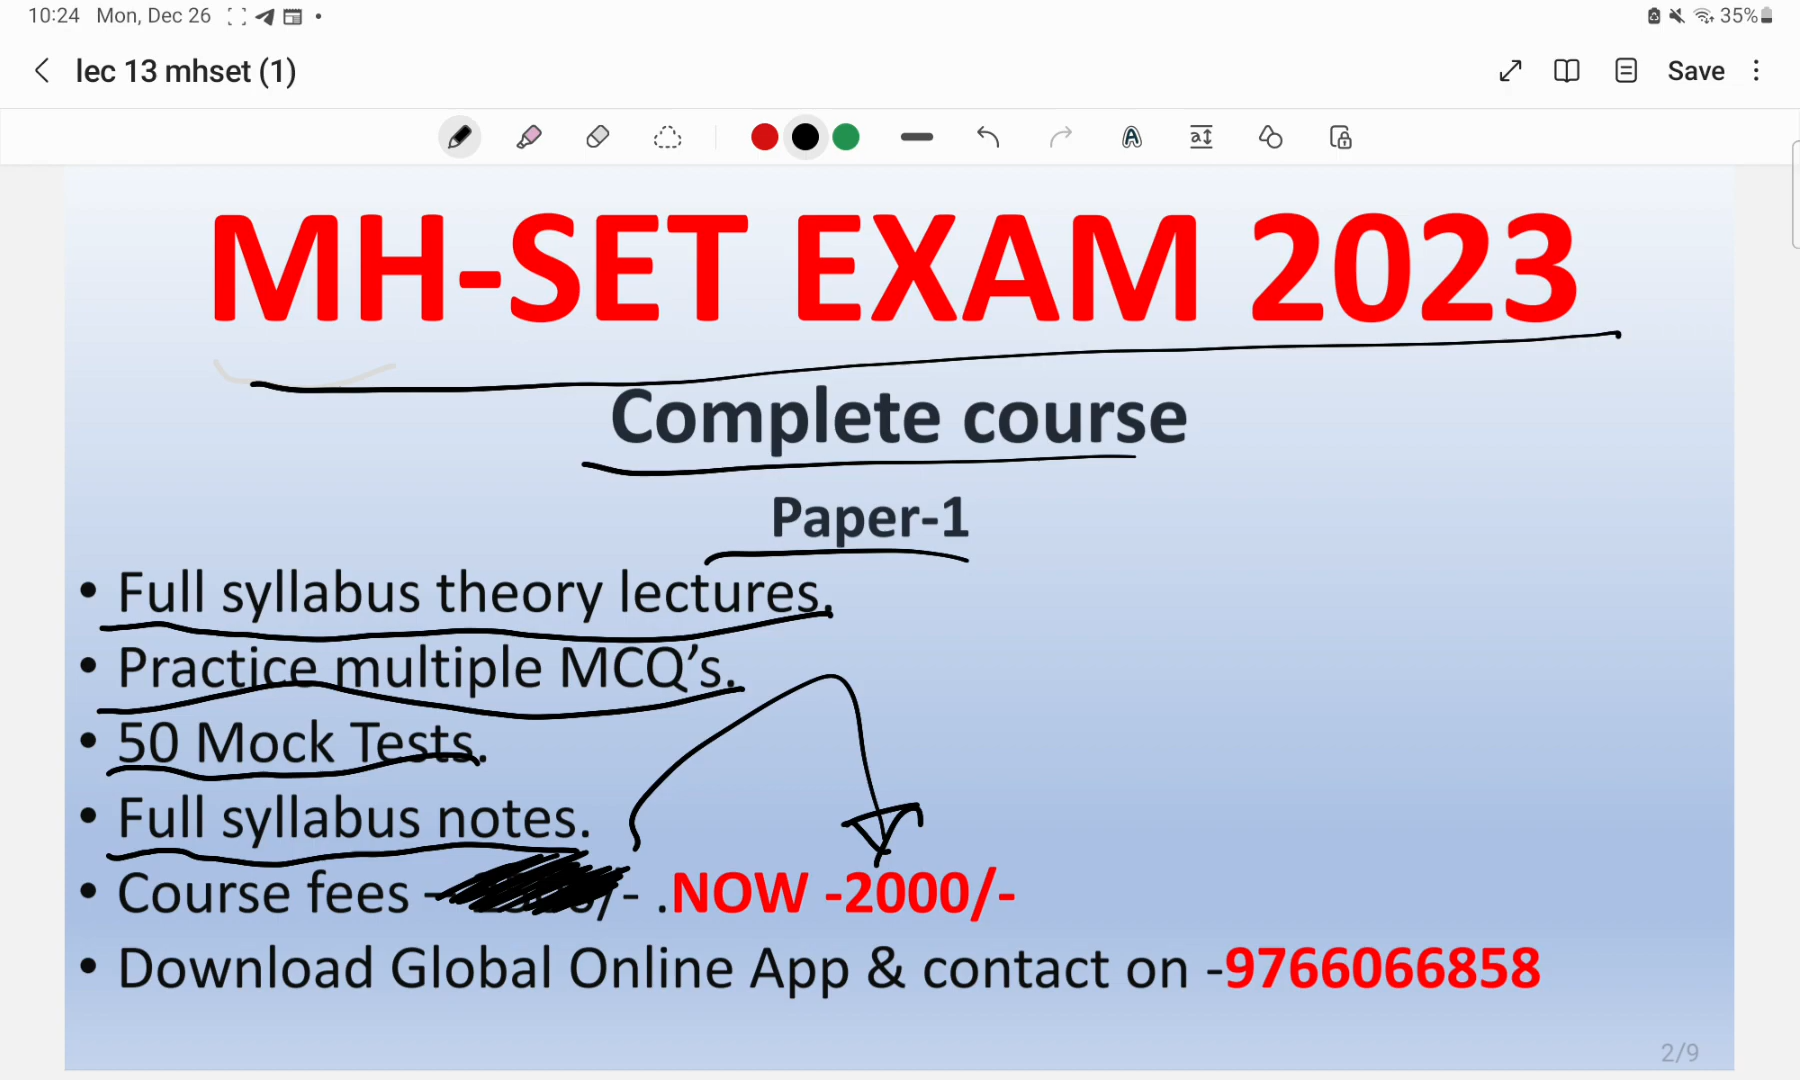 10:24 Mon, Dec 26
35%
lec 13 mhset (1)
Save
MH-SET EXAM 2023
Complete course
Paper-1
• Full syllabus theory lectures.
• Practice multiple MCQ’s.
• 50 Mock Tests.
• Full syllabus notes.
• Course fees - /- .NOW -2000/-
• Download Global Online App & contact on -9766066858
2/9